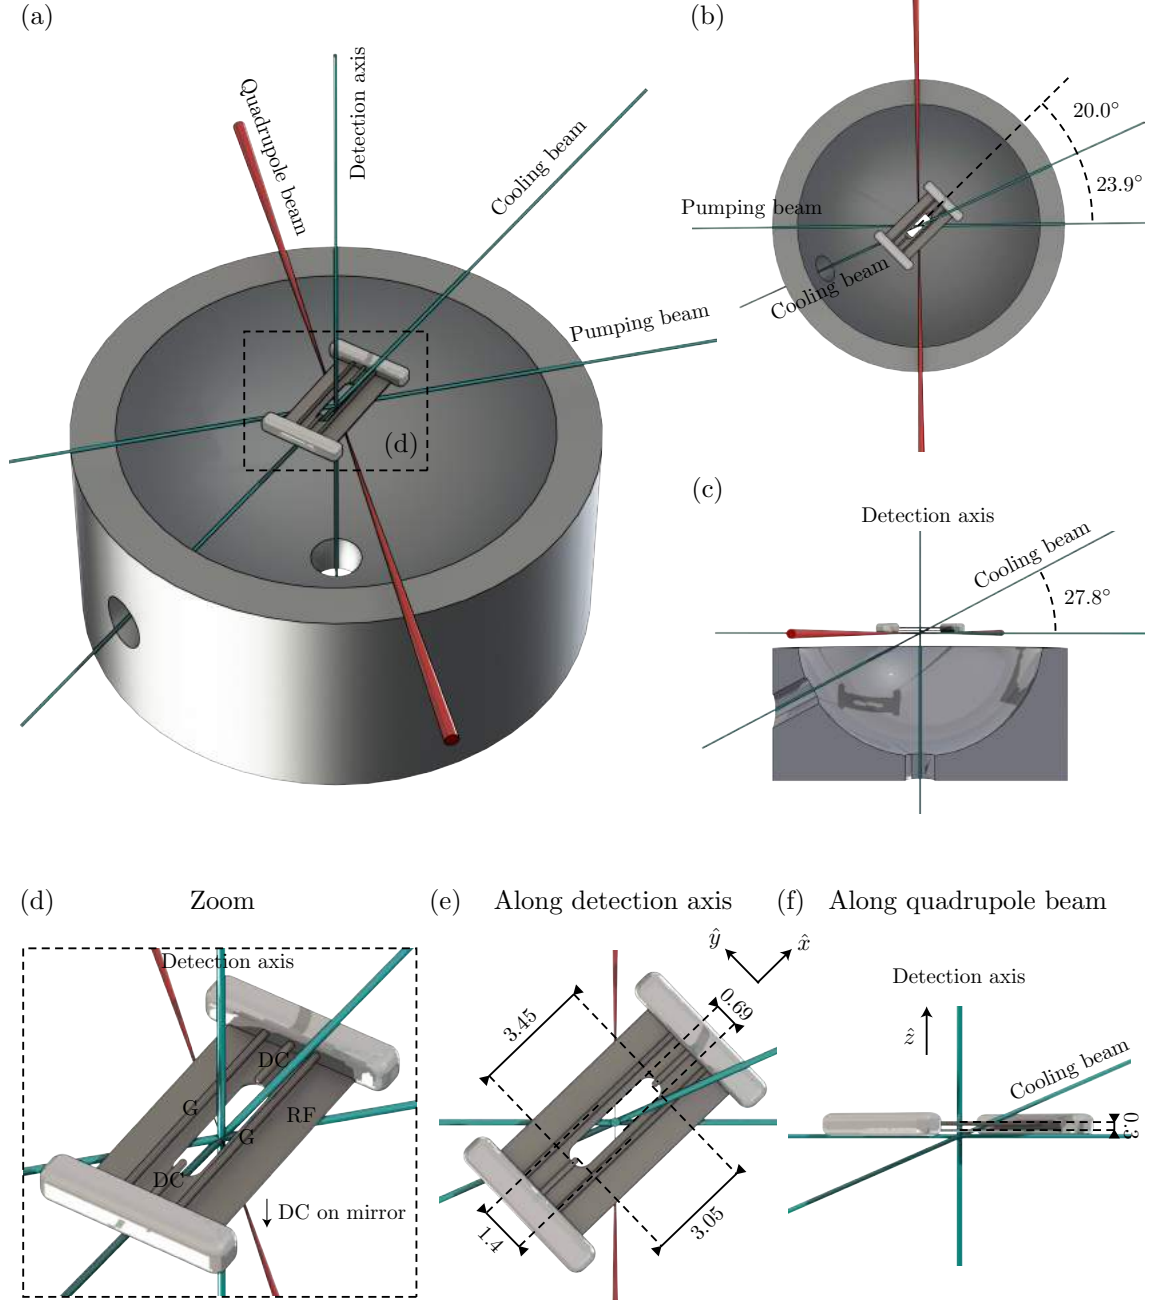 (a)
Quadrupole beam
Detection axis
Cooling beam
Pumping beam
(d)
(b)
20.0°
23.9°
Pumping beam
Cooling beam
(c)
Detection axis
Cooling beam
27.8°
(d) Zoom
Detection axis
DC
G
RF
G
DC
↓ DC on mirror
(e) Along detection axis
ŷ
x̂
0.69
3.45
1.4
3.05
(f) Along quadrupole beam
Detection axis
ẑ
Cooling beam
0.3